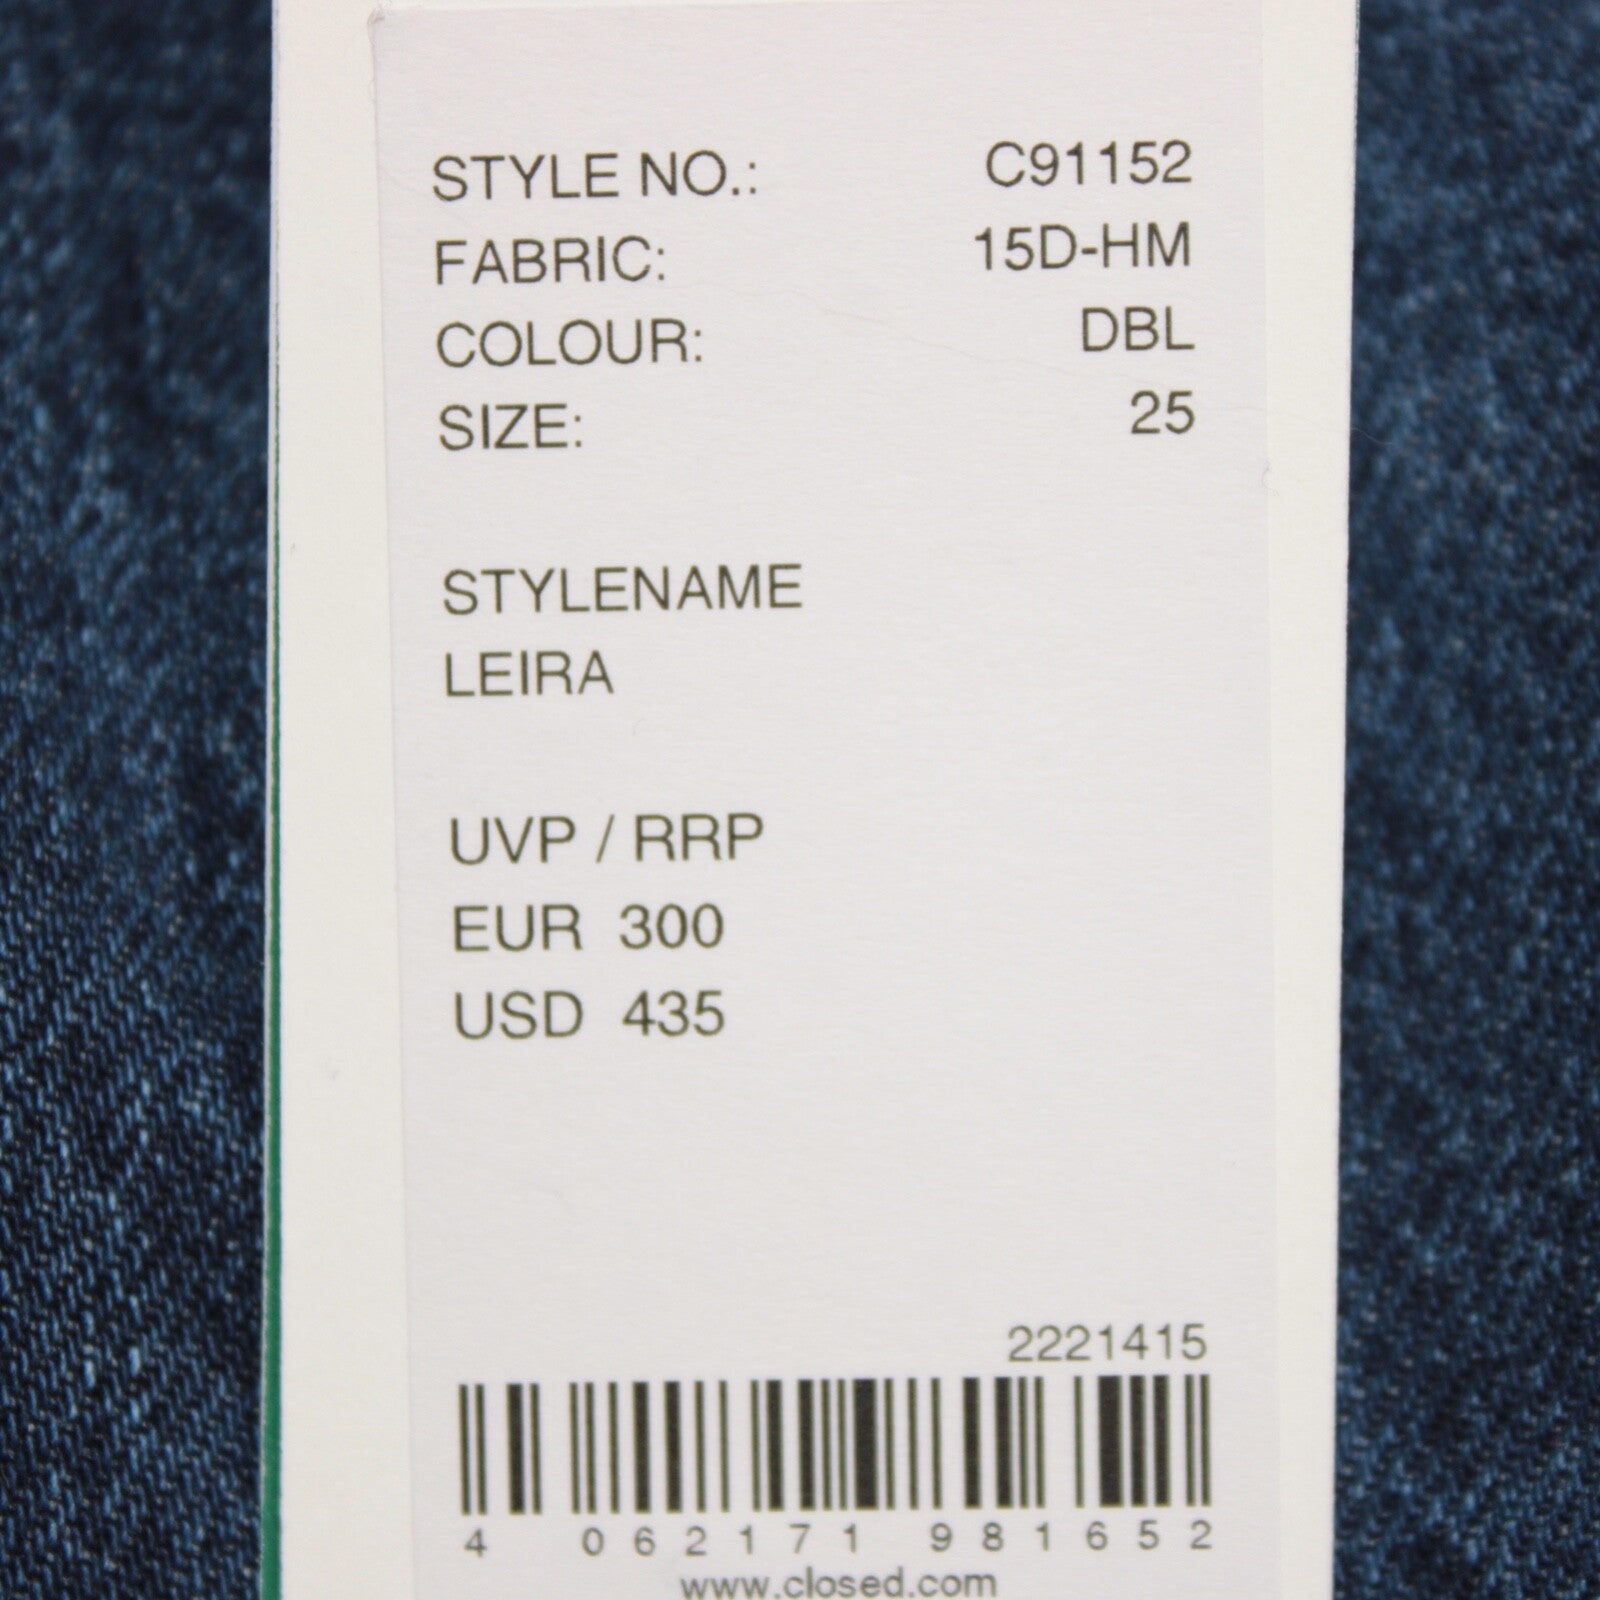 STYLE NO.: C91152
FABRIC: 15D-HM
COLOUR: DBL
SIZE: 25
STYLENAME
LEIRA
UVP / RRP
EUR 300
USD 435
2221415
4 062171 981652
www.closed.com